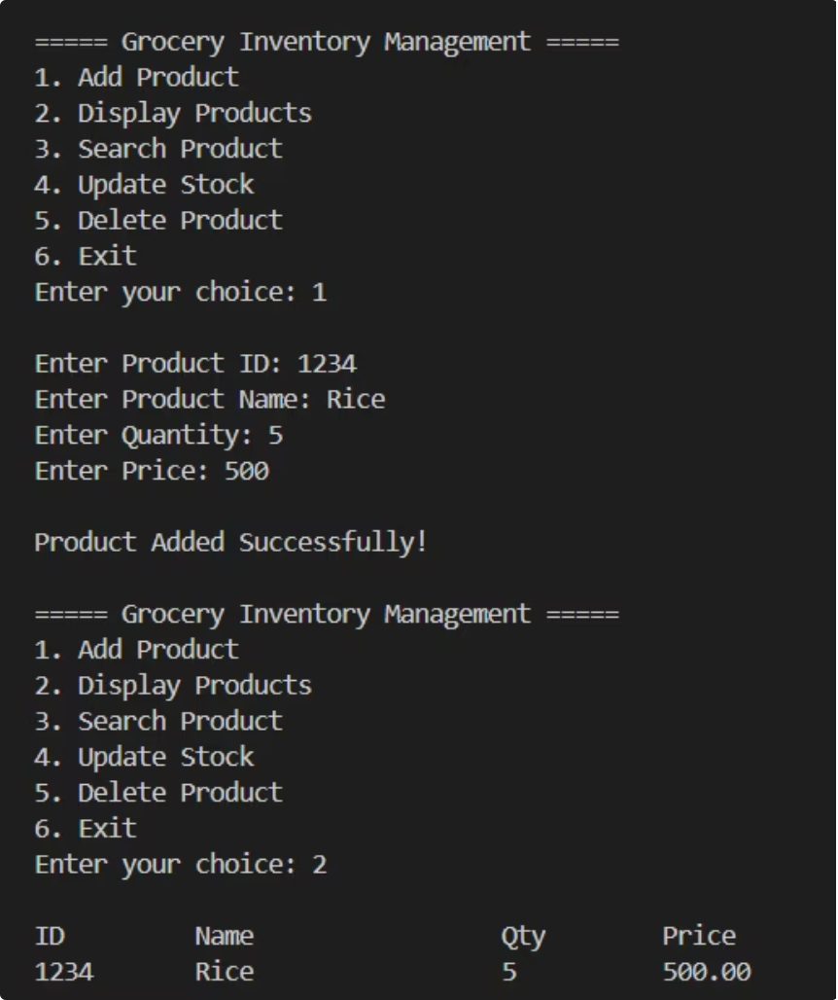 ===== Grocery Inventory Management =====
1. Add Product
2. Display Products
3. Search Product
4. Update Stock
5. Delete Product
6. Exit
Enter your choice: 1
Enter Product ID: 1234
Enter Product Name: Rice
Enter Quantity: 5
Enter Price: 500
Product Added Successfully!
===== Grocery Inventory Management =====
1. Add Product
2. Display Products
3. Search Product
4. Update Stock
5. Delete Product
6. Exit
Enter your choice: 2
ID Name Qty Price
1234 Rice 5 500.00